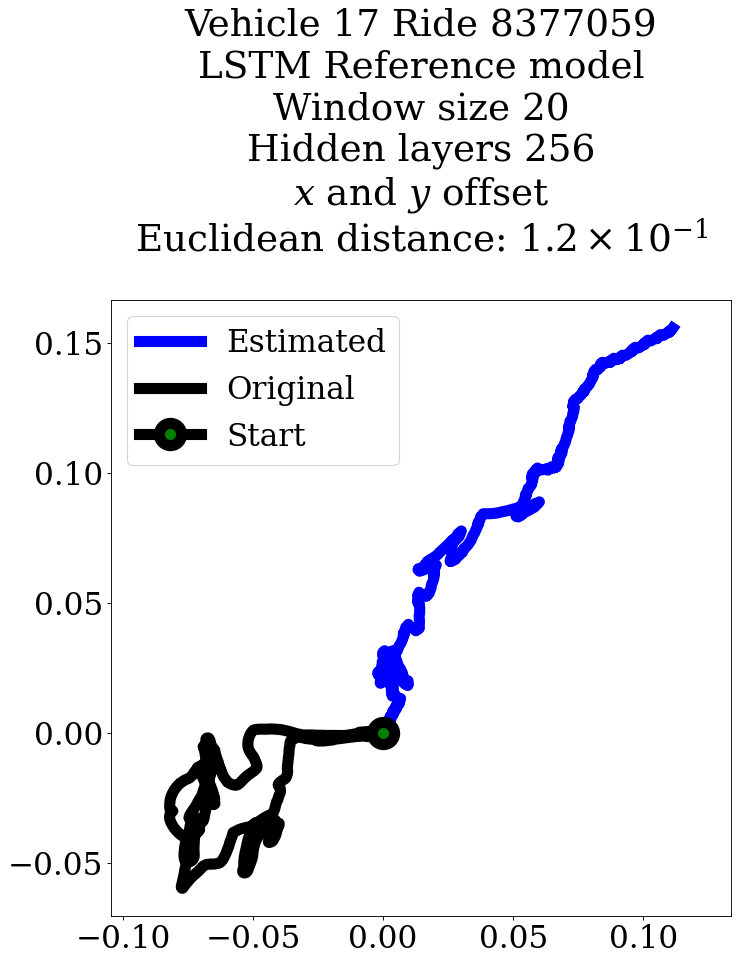 Vehicle 17 Ride 8377059
LSTM Reference model
Window size 20
Hidden layers 256
x and y offset
Euclidean distance: 1.2 × 10⁻¹
Estimated
Original
Start
0.15
0.10
0.05
0.00
−0.05
−0.10 −0.05 0.00 0.05 0.10